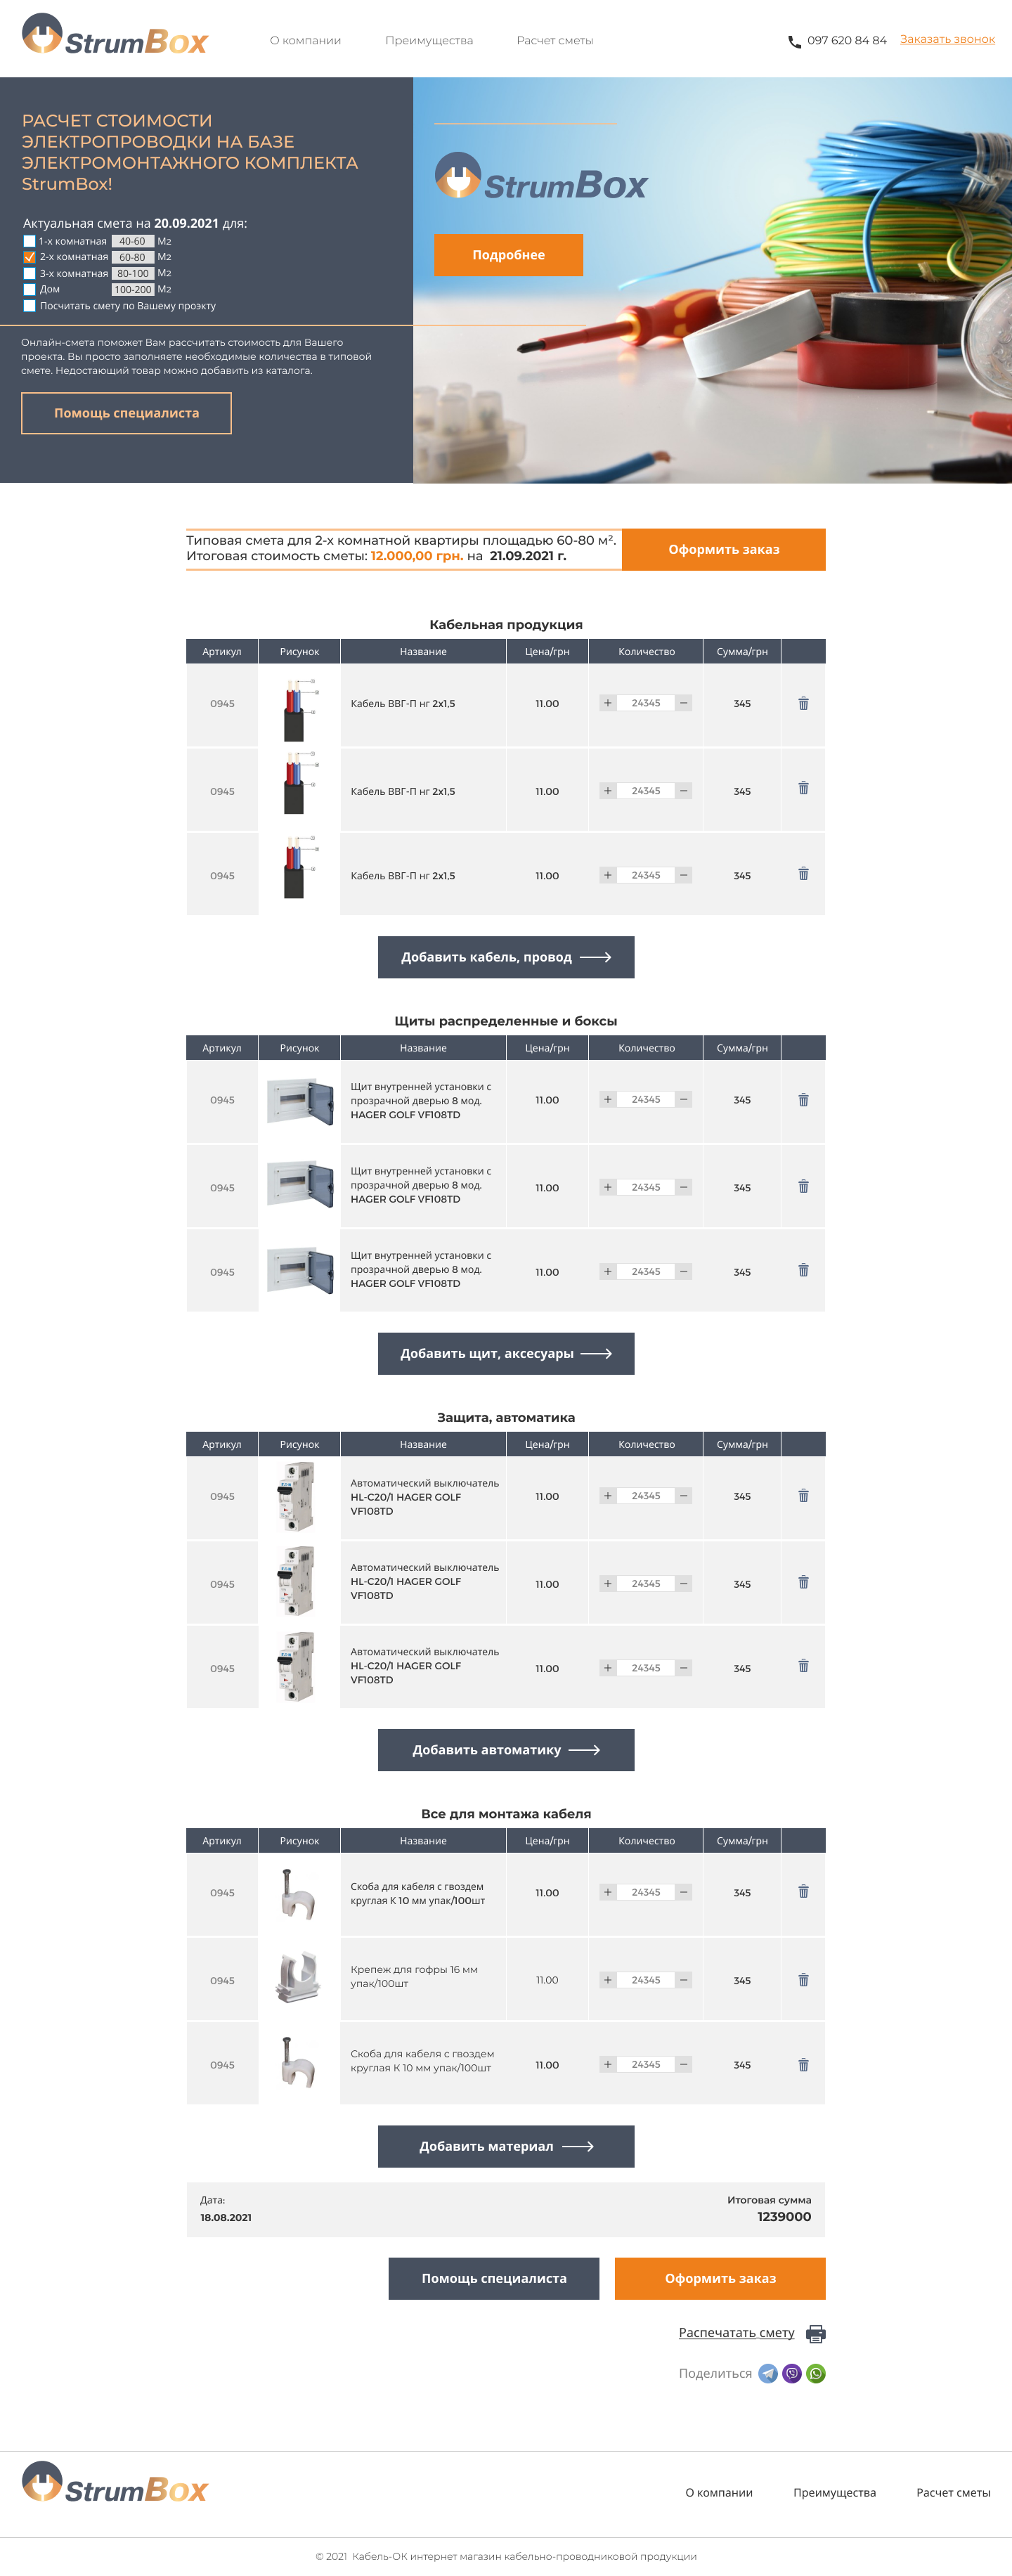 StrumBox
О компании
Преимущества
Расчет сметы
097 620 84 84
Заказать звонок
РАСЧЕТ СТОИМОСТИ
ЭЛЕКТРОПРОВОДКИ НА БАЗЕ
ЭЛЕКТРОМОНТАЖНОГО КОМПЛЕКТА
StrumBox!
Актуальная смета на 20.09.2021 для:
1-х комнатная 40-60 М2
2-х комнатная 60-80 М2
3-х комнатная 80-100 М2
Дом 100-200 М2
Посчитать смету по Вашему проэкту
Онлайн-смета поможет Вам рассчитать стоимость для Вашего
проекта. Вы просто заполняете необходимые количества в типовой
смете. Недостающий товар можно добавить из каталога.
Помощь специалиста
StrumBox
Подробнее
Типовая смета для 2-х комнатной квартиры площадью 60-80 м².
Итоговая стоимость сметы: 12.000,00 грн. на 21.09.2021 г.
Оформить заказ
Кабельная продукция
Артикул Рисунок Название Цена/грн Количество Сумма/грн
0945 Кабель ВВГ-П нг 2х1,5 11.00 + 24345 − 345
0945 Кабель ВВГ-П нг 2х1,5 11.00 + 24345 − 345
0945 Кабель ВВГ-П нг 2х1,5 11.00 + 24345 − 345
Добавить кабель, провод
Щиты распределенные и боксы
Артикул Рисунок Название Цена/грн Количество Сумма/грн
Щит внутренней установки с
прозрачной дверью 8 мод.
HAGER GOLF VF108TD
0945 11.00 + 24345 − 345
Щит внутренней установки с
прозрачной дверью 8 мод.
HAGER GOLF VF108TD
0945 11.00 + 24345 − 345
Щит внутренней установки с
прозрачной дверью 8 мод.
HAGER GOLF VF108TD
0945 11.00 + 24345 − 345
Добавить щит, аксесуары
Защита, автоматика
Артикул Рисунок Название Цена/грн Количество Сумма/грн
Автоматический выключатель
HL-C20/1 HAGER GOLF
VF108TD
0945 11.00 + 24345 − 345
Автоматический выключатель
HL-C20/1 HAGER GOLF
VF108TD
0945 11.00 + 24345 − 345
Автоматический выключатель
HL-C20/1 HAGER GOLF
VF108TD
0945 11.00 + 24345 − 345
Добавить автоматику
Все для монтажа кабеля
Артикул Рисунок Название Цена/грн Количество Сумма/грн
Скоба для кабеля с гвоздем
круглая К 10 мм упак/100шт
0945 11.00 + 24345 − 345
Крепеж для гофры 16 мм
упак/100шт
0945 11.00 + 24345 − 345
Скоба для кабеля с гвоздем
круглая К 10 мм упак/100шт
0945 11.00 + 24345 − 345
Добавить материал
Дата:
18.08.2021
Итоговая сумма
1239000
Помощь специалиста
Оформить заказ
Распечатать смету
Поделиться
StrumBox
О компании
Преимущества
Расчет сметы
© 2021 Кабель-ОК интернет магазин кабельно-проводниковой продукции